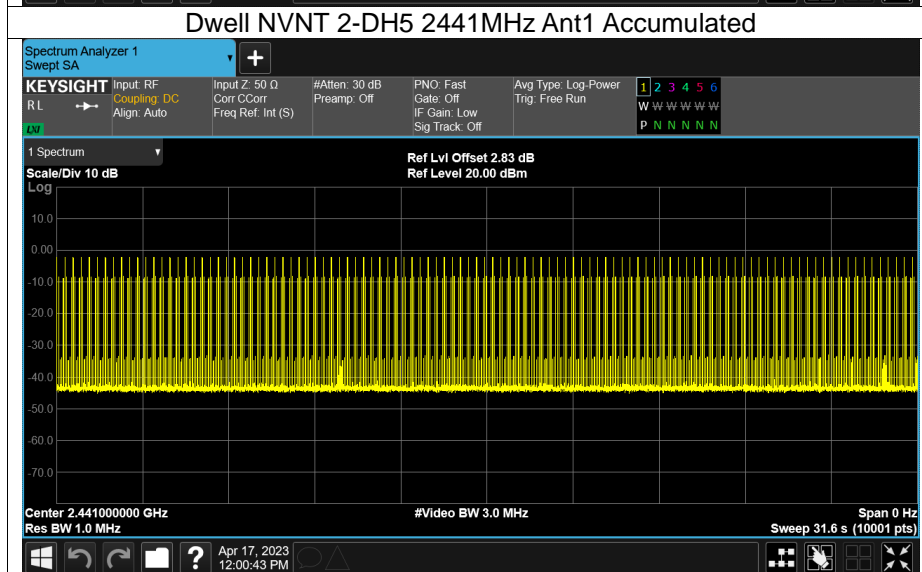 Dwell NVNT 2-DH5 2441MHz Ant1 Accumulated
Spectrum Analyzer 1
Swept SA
+
KEYSIGHT
R L
LXI
Input: RF
Coupling: DC
Align: Auto
Input Z: 50 Ω
Corr CCorr
Freq Ref: Int (S)
#Atten: 30 dB
Preamp: Off
PNO: Fast
Gate: Off
IF Gain: Low
Sig Track: Off
Avg Type: Log-Power
Trig: Free Run
1 2 3 4 5 6
W W W W W W
P N N N N N
1 Spectrum
Scale/Div 10 dB
Ref Lvl Offset 2.83 dB
Ref Level 20.00 dBm
Log
10.0
0.00
-10.0
-20.0
-30.0
-40.0
-50.0
-60.0
-70.0
Center 2.441000000 GHz
#Video BW 3.0 MHz
Span 0 Hz
Res BW 1.0 MHz
Sweep 31.6 s (10001 pts)
?
Apr 17, 2023
12:00:43 PM